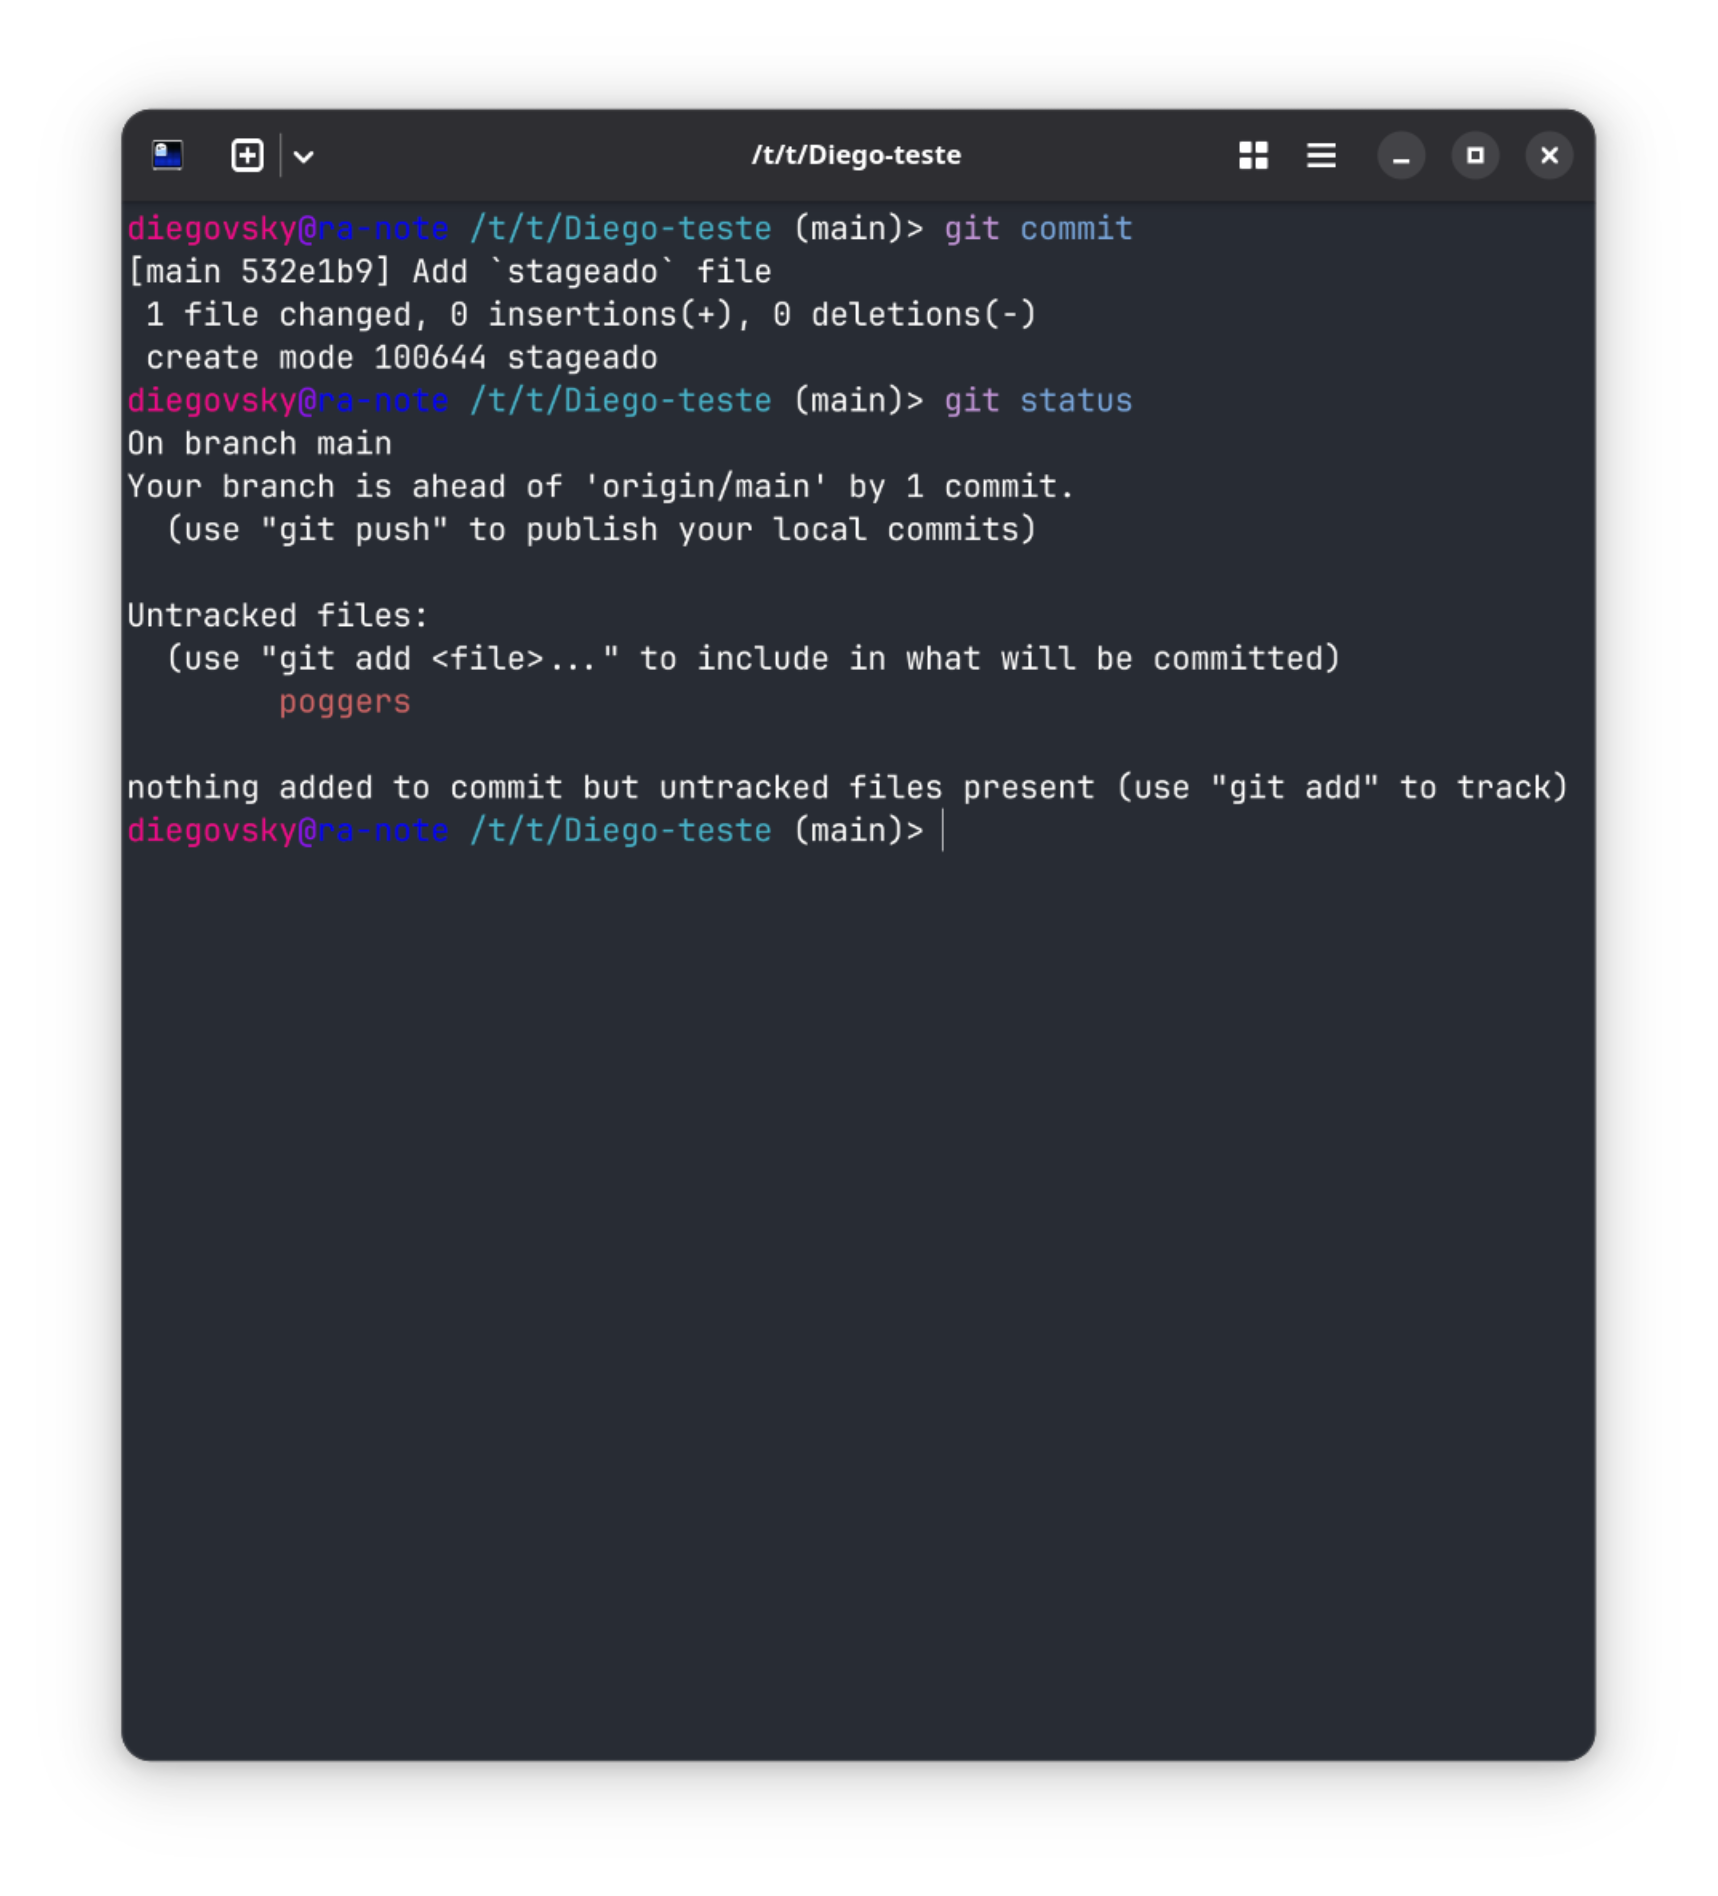 /t/t/Diego-teste
diegovsky@ra-note /t/t/Diego-teste (main)> git commit
[main 532e1b9] Add `stageado` file
 1 file changed, 0 insertions(+), 0 deletions(-)
 create mode 100644 stageado
diegovsky@ra-note /t/t/Diego-teste (main)> git status
On branch main
Your branch is ahead of 'origin/main' by 1 commit.
  (use "git push" to publish your local commits)

Untracked files:
  (use "git add <file>..." to include in what will be committed)
        poggers

nothing added to commit but untracked files present (use "git add" to track)
diegovsky@ra-note /t/t/Diego-teste (main)>